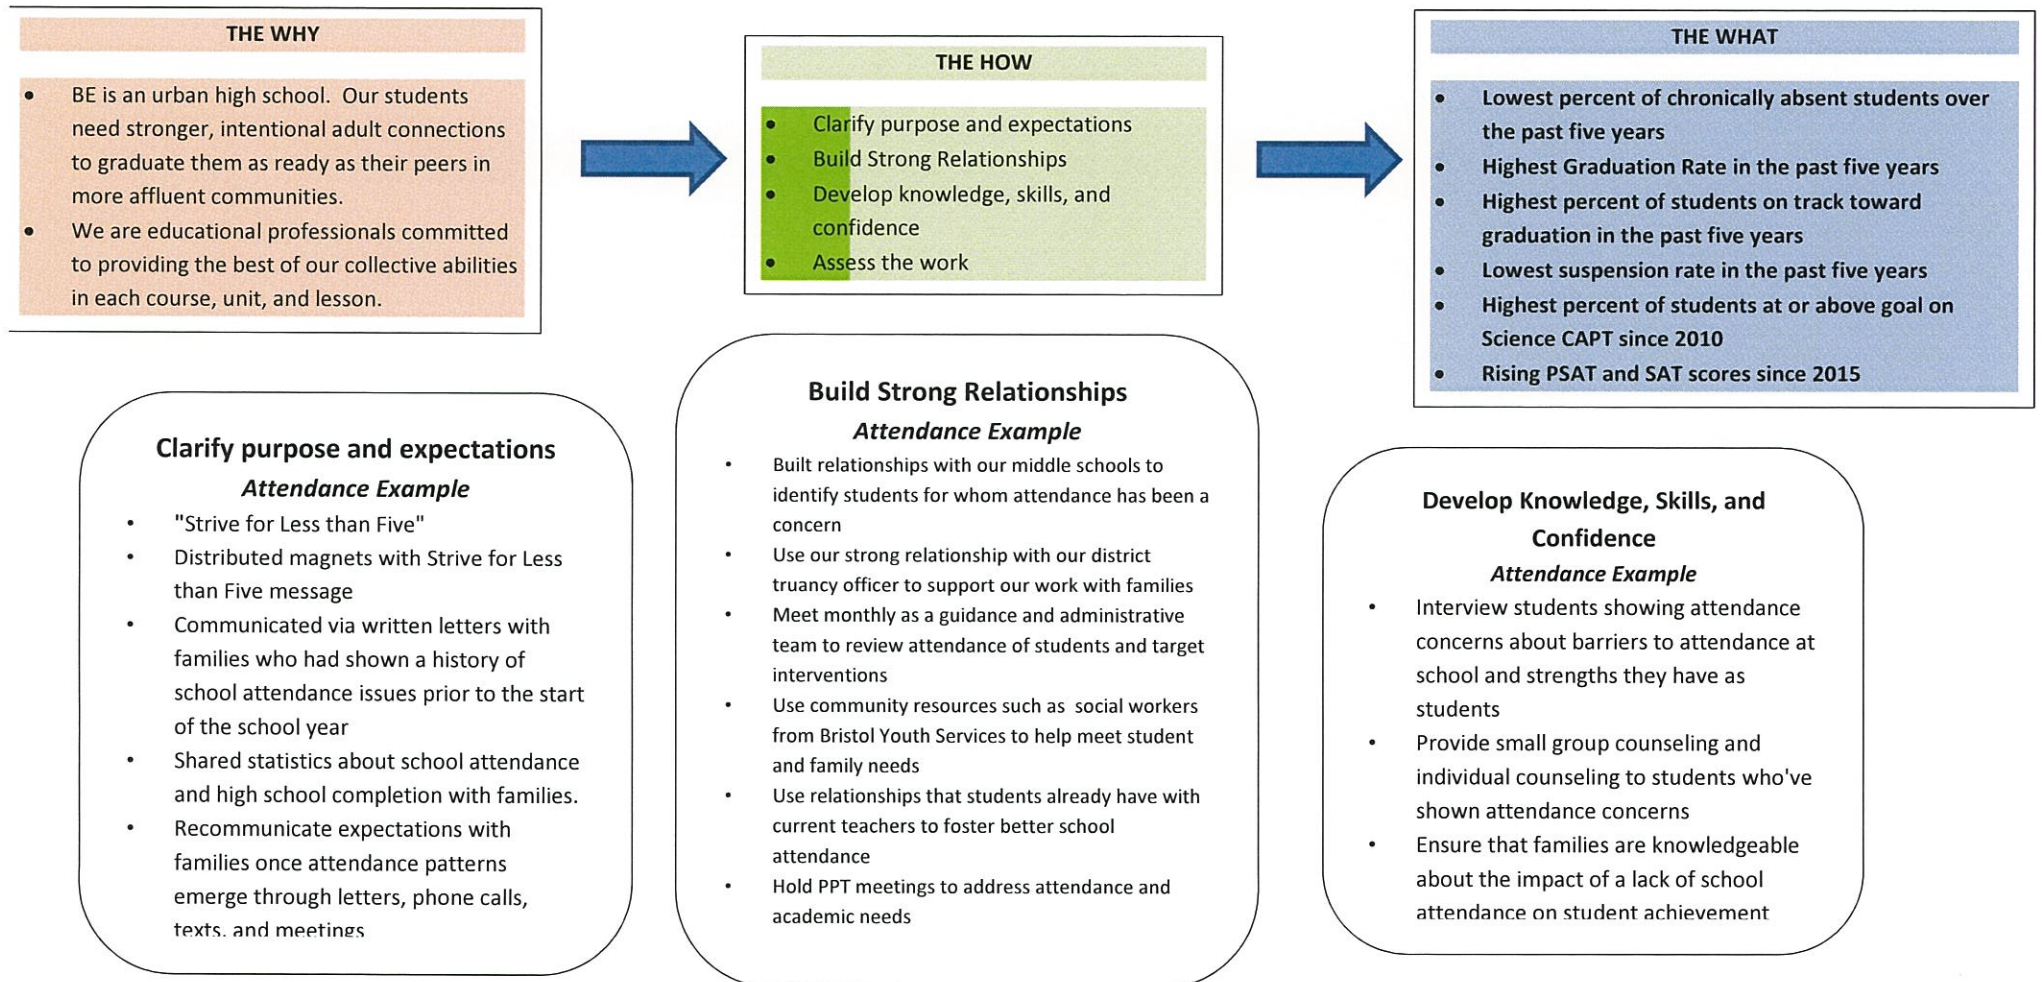 THE WHY
• BE is an urban high school.  Our students
need stronger, intentional adult connections
to graduate them as ready as their peers in
more affluent communities.
• We are educational professionals committed
to providing the best of our collective abilities
in each course, unit, and lesson.
THE HOW
• Clarify purpose and expectations
• Build Strong Relationships
• Develop knowledge, skills, and
confidence
• Assess the work
THE WHAT
• Lowest percent of chronically absent students over
the past five years
• Highest Graduation Rate in the past five years
• Highest percent of students on track toward
graduation in the past five years
• Lowest suspension rate in the past five years
• Highest percent of students at or above goal on
Science CAPT since 2010
• Rising PSAT and SAT scores since 2015
Clarify purpose and expectations
Attendance Example
• "Strive for Less than Five"
• Distributed magnets with Strive for Less
than Five message
• Communicated via written letters with
families who had shown a history of
school attendance issues prior to the start
of the school year
• Shared statistics about school attendance
and high school completion with families.
• Recommunicate expectations with
families once attendance patterns
emerge through letters, phone calls,
texts, and meetings
Build Strong Relationships
Attendance Example
• Built relationships with our middle schools to
identify students for whom attendance has been a
concern
• Use our strong relationship with our district
truancy officer to support our work with families
• Meet monthly as a guidance and administrative
team to review attendance of students and target
interventions
• Use community resources such as  social workers
from Bristol Youth Services to help meet student
and family needs
• Use relationships that students already have with
current teachers to foster better school
attendance
• Hold PPT meetings to address attendance and
academic needs
Develop Knowledge, Skills, and
Confidence
Attendance Example
• Interview students showing attendance
concerns about barriers to attendance at
school and strengths they have as
students
• Provide small group counseling and
individual counseling to students who've
shown attendance concerns
• Ensure that families are knowledgeable
about the impact of a lack of school
attendance on student achievement